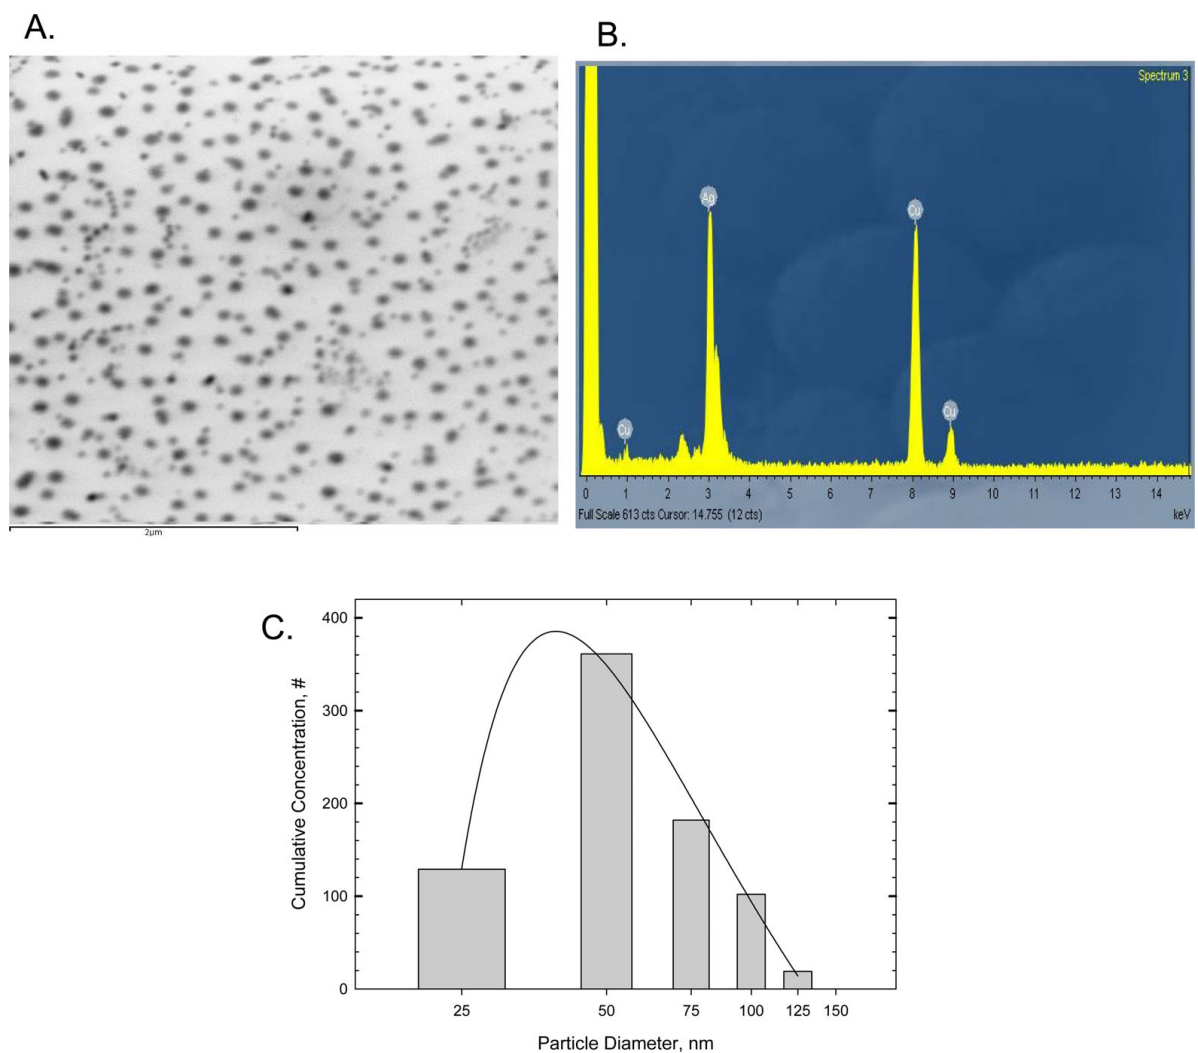 A.
B.
Spectrum 3
Ag
Cu
Cu
Cu
0 1 2 3 4 5 6 7 8 9 10 11 12 13 14
Full Scale 613 cts Cursor: 14.755 (12 cts)
keV
2µm
C.
Cumulative Concentration, #
400
300
200
100
0
25 50 75 100 125 150
Particle Diameter, nm